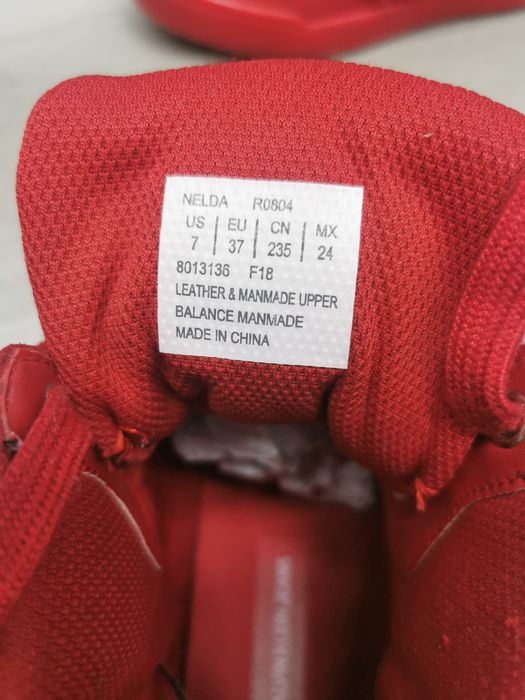 NELDA R0804
US | EU | CN | MX
7 | 37 | 235 | 24
8013136 F18
LEATHER & MANMADE UPPER
BALANCE MANMADE
MADE IN CHINA